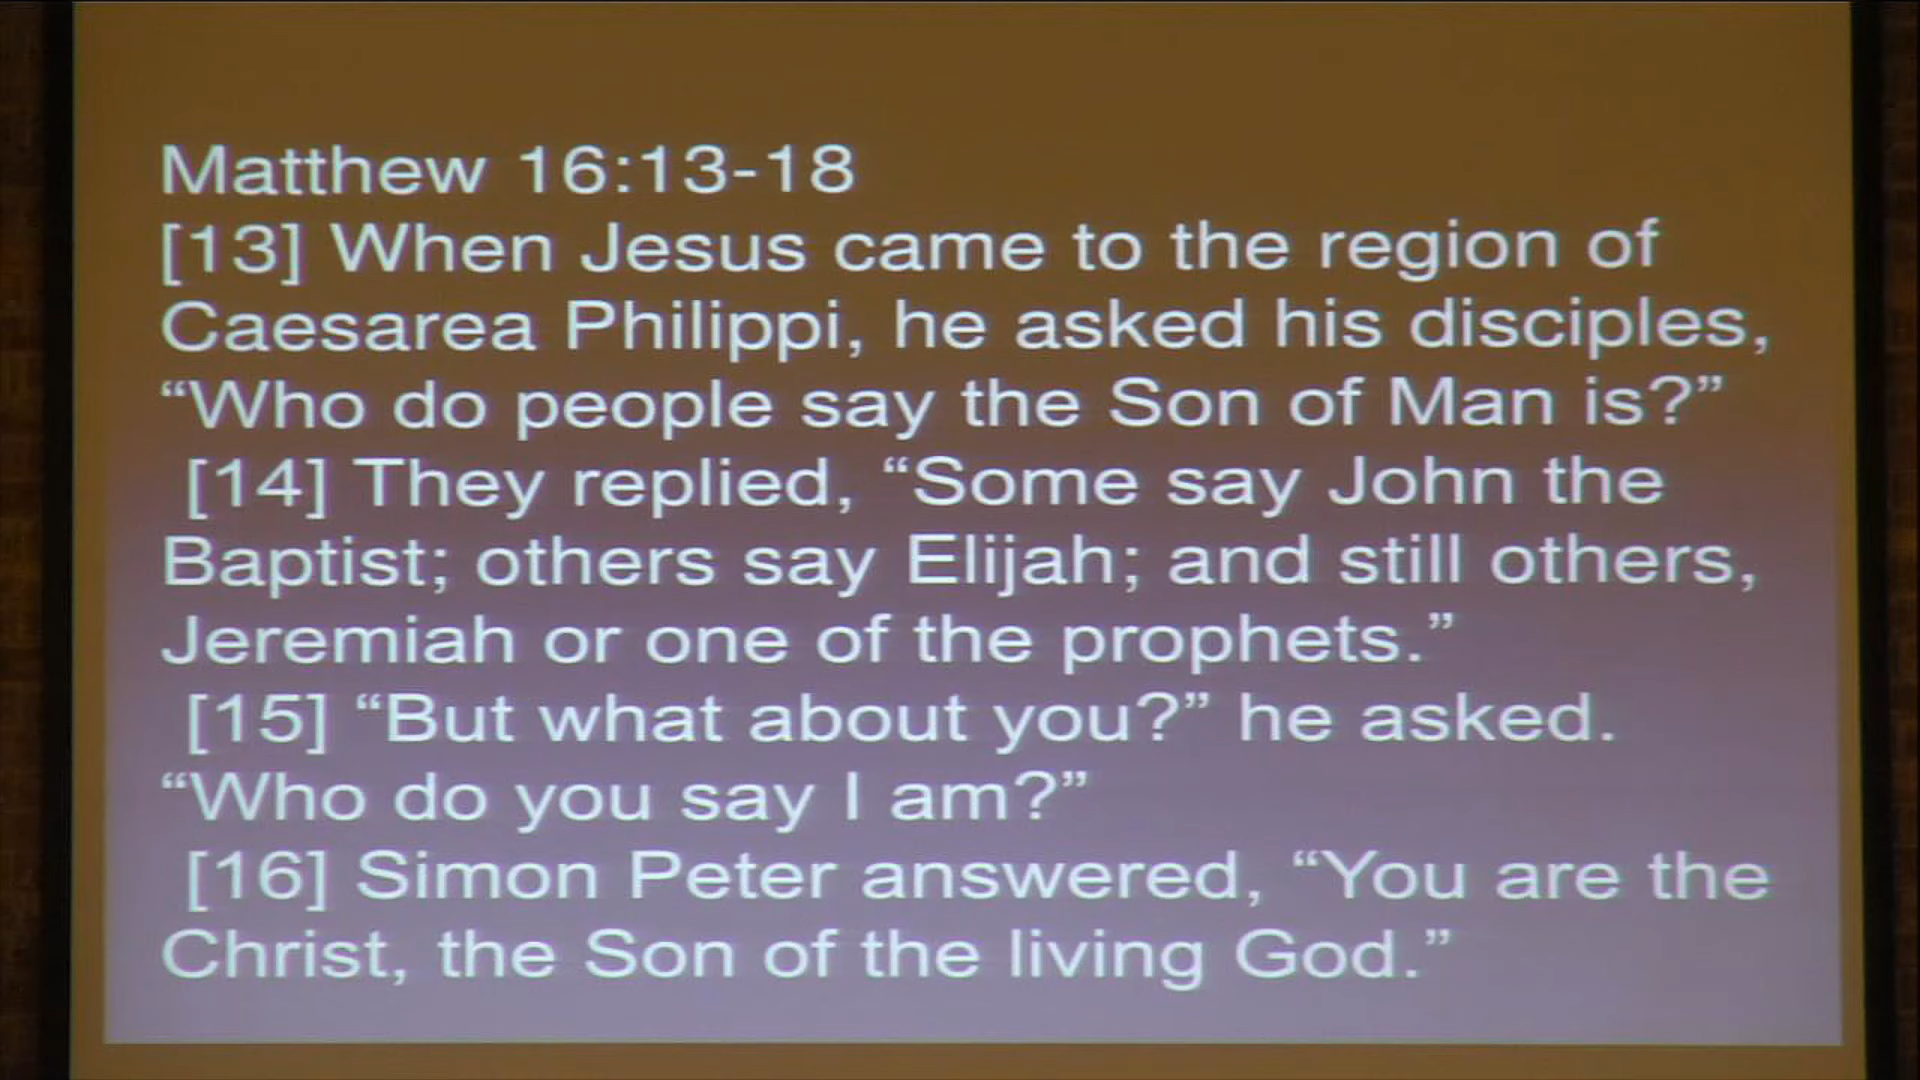 Matthew 16:13-18
[13] When Jesus came to the region of
Caesarea Philippi, he asked his disciples,
“Who do people say the Son of Man is?”
[14] They replied, “Some say John the
Baptist; others say Elijah; and still others,
Jeremiah or one of the prophets.”
[15] “But what about you?” he asked.
“Who do you say I am?”
[16] Simon Peter answered, “You are the
Christ, the Son of the living God.”